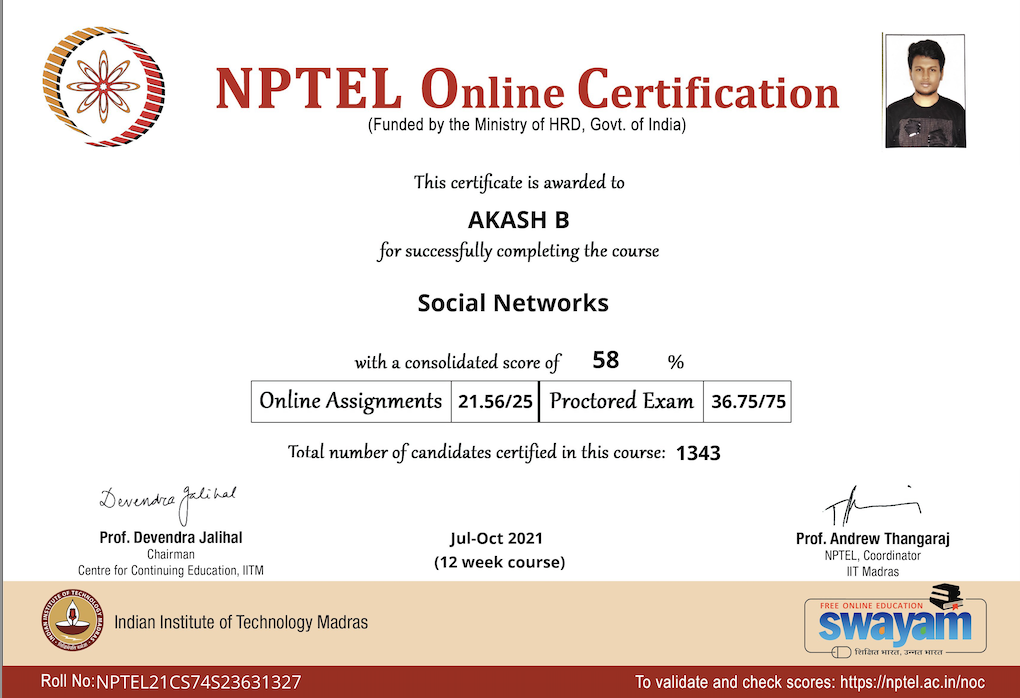 NPTEL Online Certification
(Funded by the Ministry of HRD, Govt. of India)
This certificate is awarded to
AKASH B
for successfully completing the course
Social Networks
with a consolidated score of 58 %
Online Assignments 21.56/25 Proctored Exam 36.75/75
Total number of candidates certified in this course: 1343
Devendra Jalihal
Prof. Devendra Jalihal
Chairman
Centre for Continuing Education, IITM
Jul-Oct 2021
(12 week course)
Prof. Andrew Thangaraj
NPTEL, Coordinator
IIT Madras
INDIAN INSTITUTE OF TECHNOLOGY MADRAS
Indian Institute of Technology Madras
FREE ONLINE EDUCATION
swayam
शिक्षित भारत, उन्नत भारत
Roll No: NPTEL21CS74S23631327
To validate and check scores: https://nptel.ac.in/noc